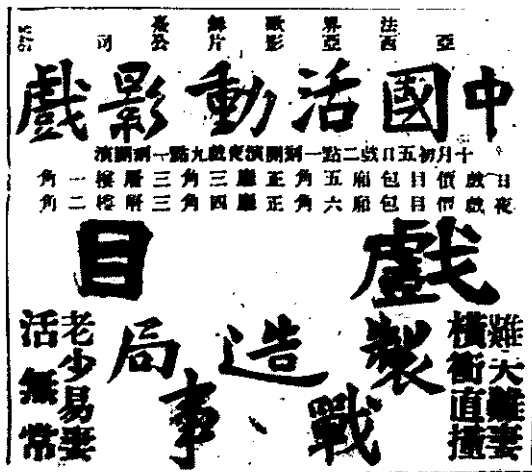 法界歌舞臺
亞西亞影片公司
中國活動影戲
十月初五日戲二點一刻開演夜戲九點一刻開演
日戲價目包廂五角正廳三角三層樓一角
夜戲價目包廂六角正廳四角三層樓二角
戲目
難夫難妻
橫衝直撞
製造局
戰事
老少易妻
活無常